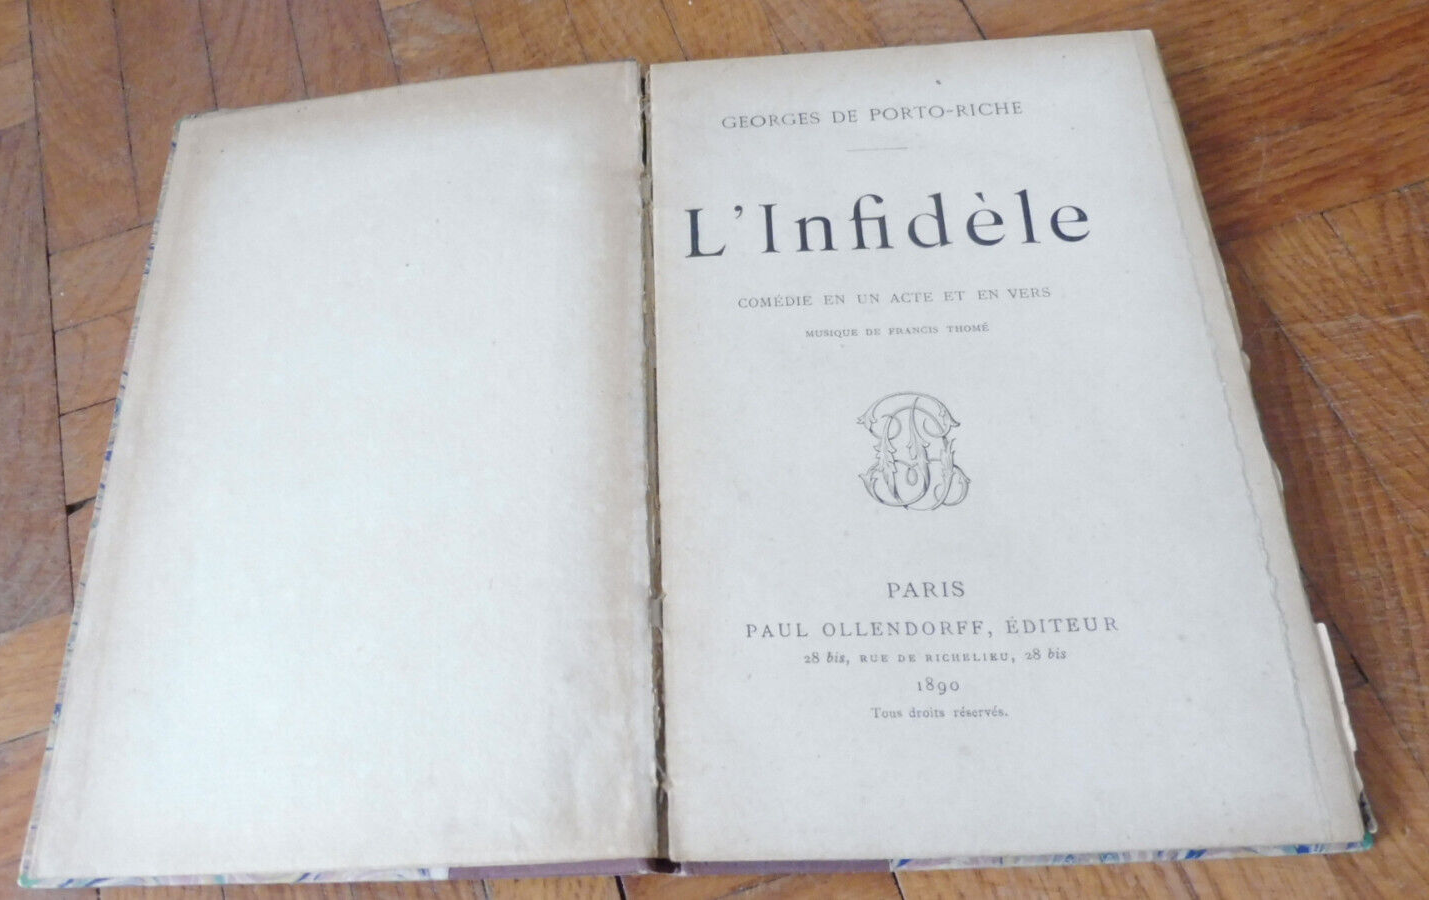 GEORGES DE PORTO-RICHE
L'Infidèle
COMÉDIE EN UN ACTE ET EN VERS
MUSIQUE DE FRANCIS THOMÉ
PARIS
PAUL OLLENDORFF, ÉDITEUR
28 bis, RUE DE RICHELIEU, 28 bis
1890
Tous droits réservés.